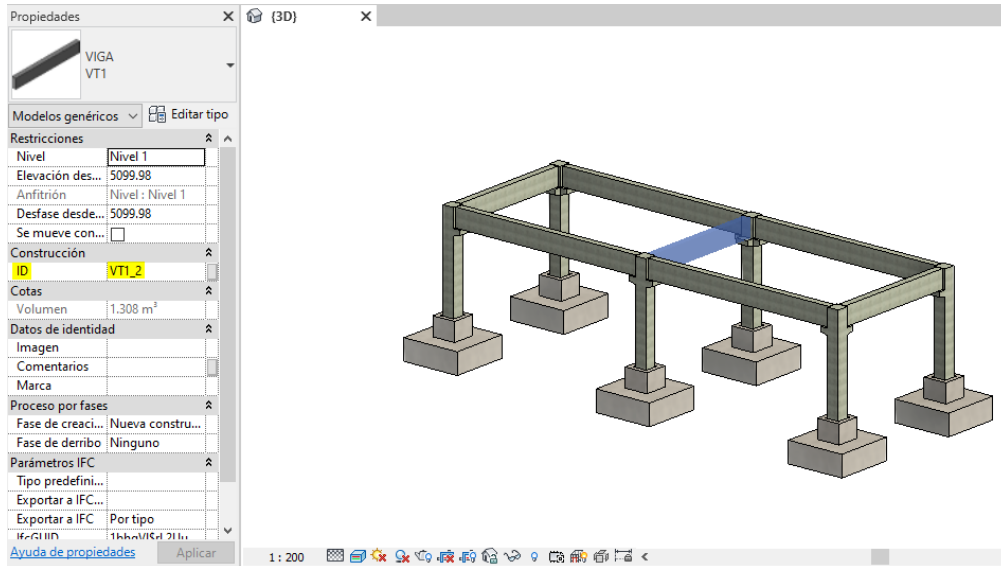 Propiedades
{3D}
VIGA
VT1
Modelos genéricos
Editar tipo
Restricciones
Nivel Nivel 1
Elevación des... 5099.98
Anfitrión Nivel : Nivel 1
Desfase desde... 5099.98
Se mueve con...
Construcción
ID VT1_2
Cotas
Volumen 1.308 m³
Datos de identidad
Imagen
Comentarios
Marca
Proceso por fases
Fase de creaci... Nueva constru...
Fase de derribo Ninguno
Parámetros IFC
Tipo predefini...
Exportar a IFC...
Exportar a IFC Por tipo
IfcGUID
Ayuda de propiedades
Aplicar
1 : 200